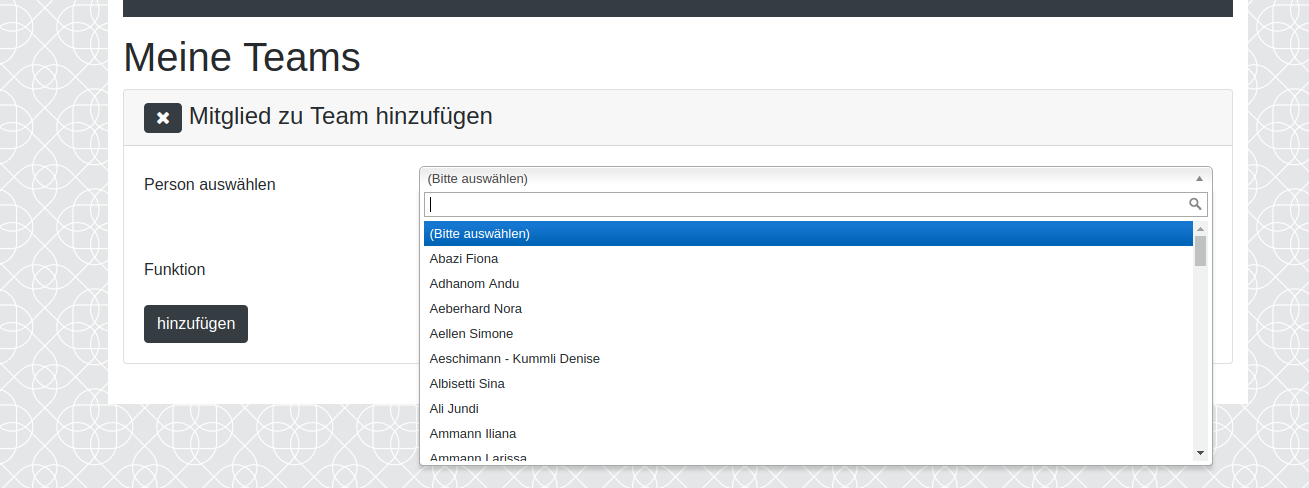 Meine Teams
Mitglied zu Team hinzufügen
Person auswählen
(Bitte auswählen)
(Bitte auswählen)
Abazi Fiona
Adhanom Andu
Aeberhard Nora
Aellen Simone
Aeschimann - Kummli Denise
Albisetti Sina
Ali Jundi
Ammann Iliana
Ammann Larissa
Funktion
hinzufügen